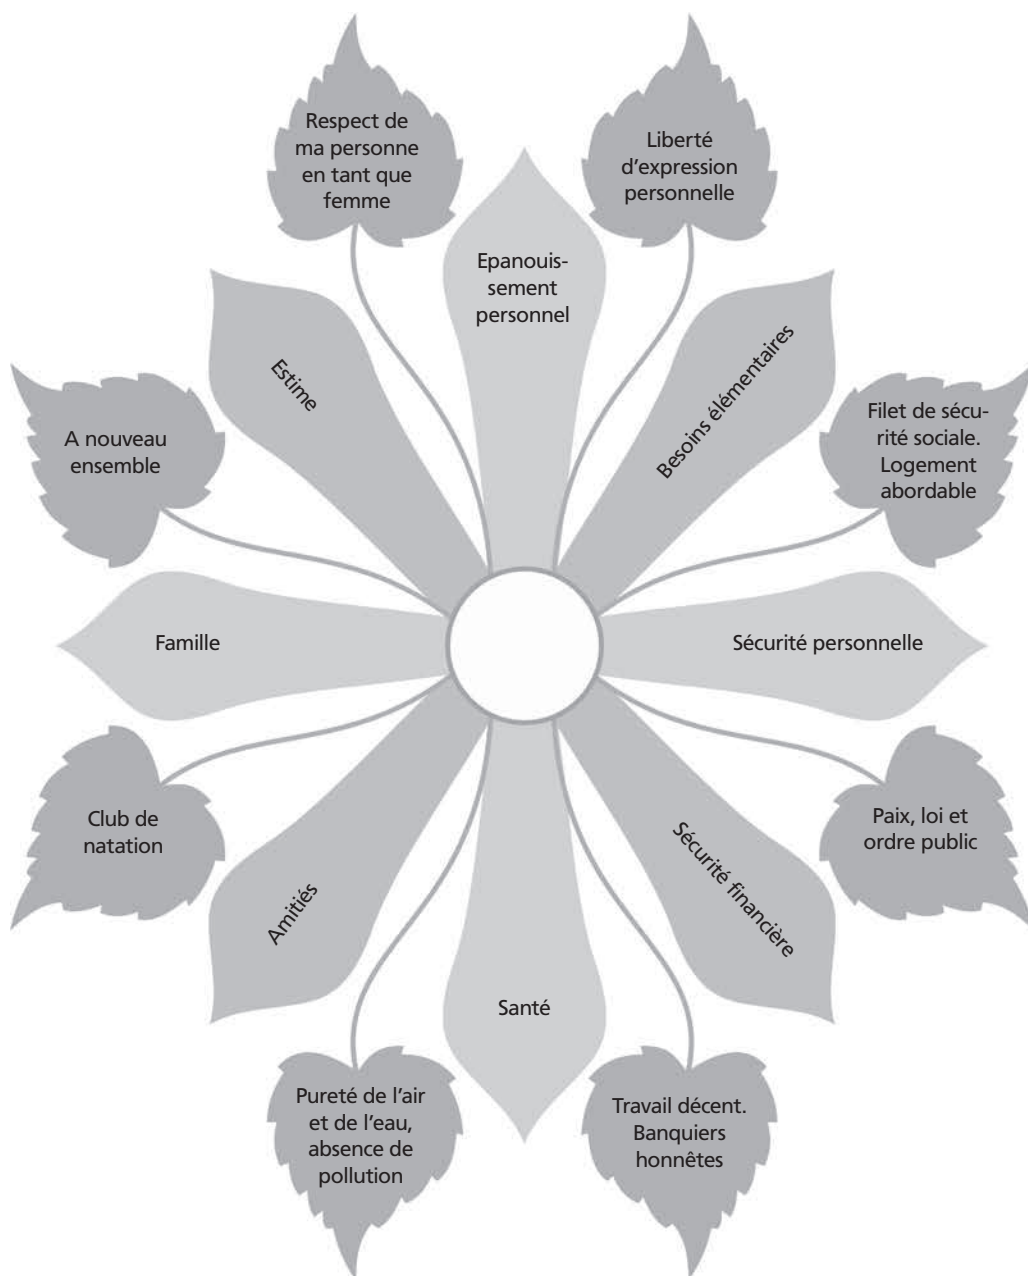 Respect de
ma personne
en tant que
femme
Liberté
d'expression
personnelle
Epanouis-
sement
personnel
Estime
Besoins élémentaires
A nouveau
ensemble
Filet de sécu-
rité sociale.
Logement
abordable
Famille
Sécurité personnelle
Club de
natation
Paix, loi et
ordre public
Amitiés
Sécurité financière
Santé
Pureté de l'air
et de l'eau,
absence de
pollution
Travail décent.
Banquiers
honnêtes